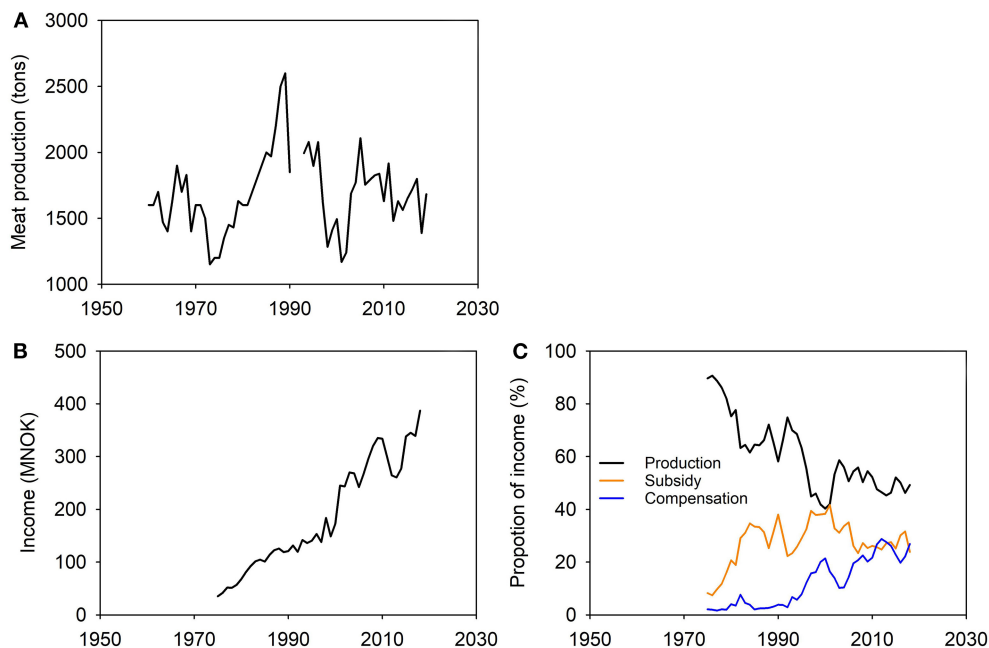 A
Meat production (tons)
3000
2500
2000
1500
1000
1950 1970 1990 2010 2030
B
Income (MNOK)
500
400
300
200
100
0
1950 1970 1990 2010 2030
C
Propotion of income (%)
100
80
60
40
20
0
Production
Subsidy
Compensation
1950 1970 1990 2010 2030